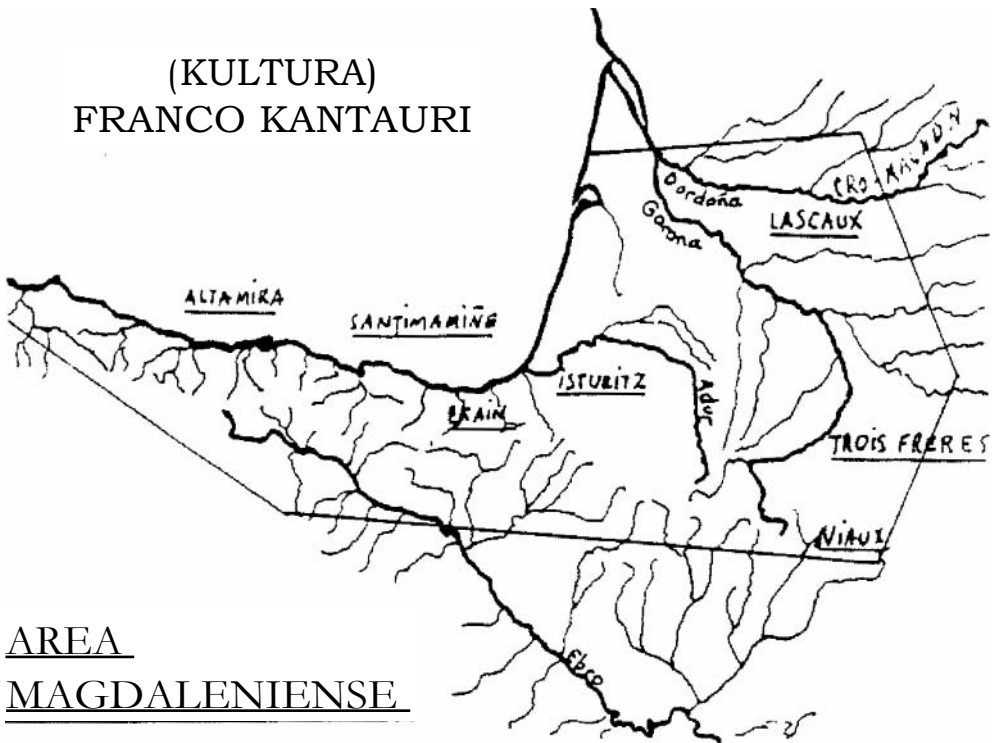 (KULTURA)
FRANCO KANTAURI
CRO-MAGNON
Dordoña
LASCAUX
Garona
ALTAMIRA
SANTIMAMIÑE
ISTURITZ
EKAIN
Adur
TROIS FRERES
NIAUX
Ebro
AREA
MAGDALENIENSE